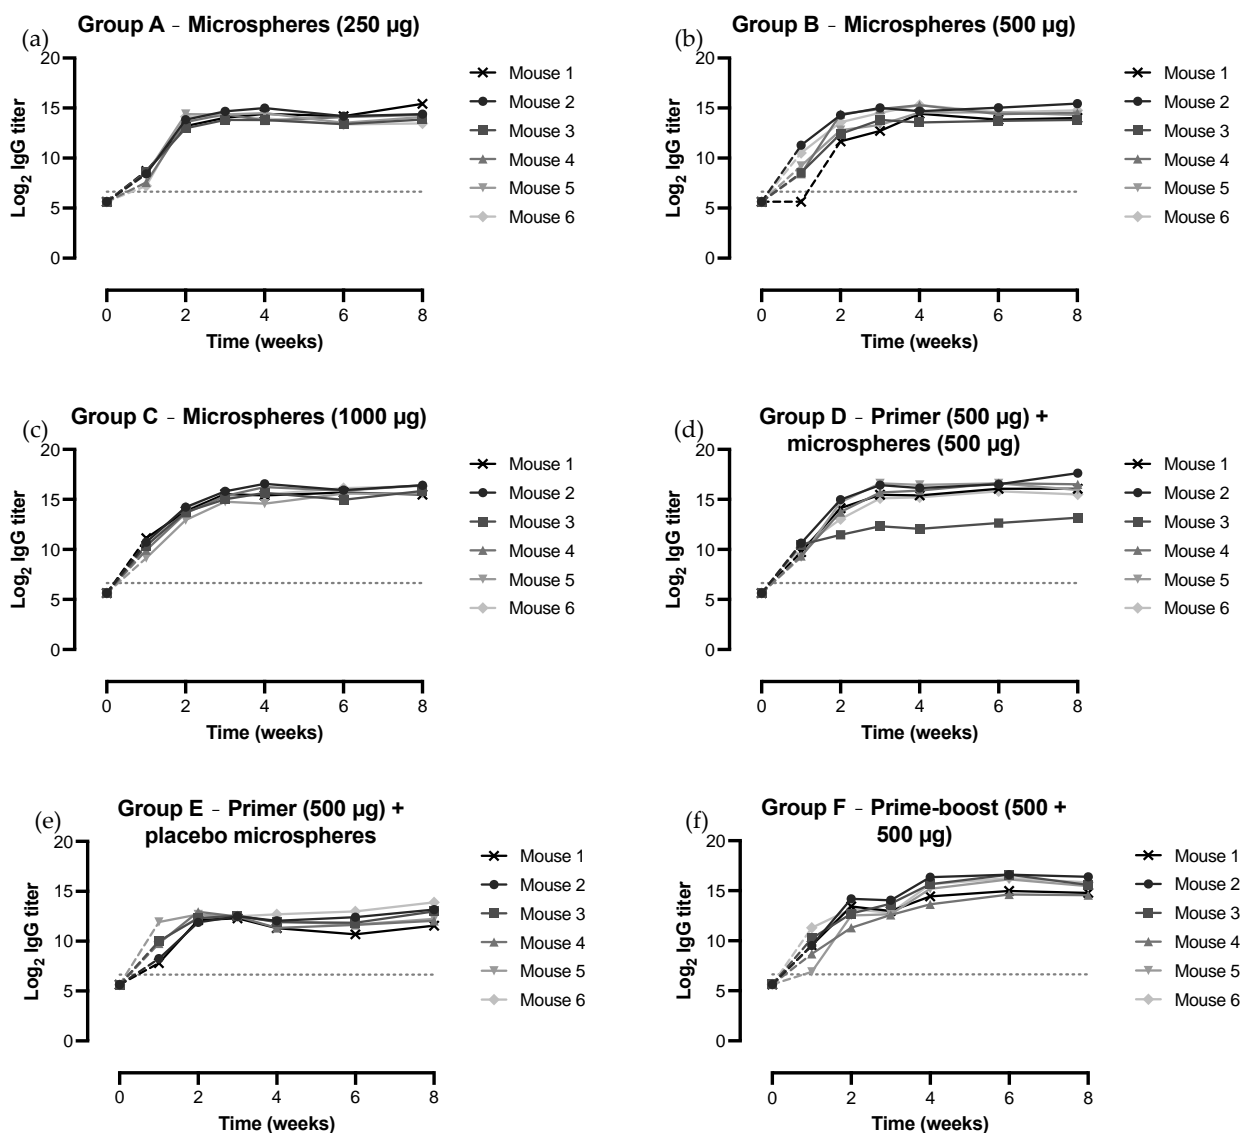 Group A - Microspheres (250 µg)
(a)
20
15
10
5
0
Log2 IgG titer
0 2 4 6 8
Time (weeks)
Mouse 1
Mouse 2
Mouse 3
Mouse 4
Mouse 5
Mouse 6
Group B - Microspheres (500 µg)
(b)
20
15
10
5
0
Log2 IgG titer
0 2 4 6 8
Time (weeks)
Mouse 1
Mouse 2
Mouse 3
Mouse 4
Mouse 5
Mouse 6
Group C - Microspheres (1000 µg)
(c)
20
15
10
5
0
Log2 IgG titer
0 2 4 6 8
Time (weeks)
Mouse 1
Mouse 2
Mouse 3
Mouse 4
Mouse 5
Mouse 6
Group D - Primer (500 µg) +
microspheres (500 µg)
(d)
20
15
10
5
0
Log2 IgG titer
0 2 4 6 8
Time (weeks)
Mouse 1
Mouse 2
Mouse 3
Mouse 4
Mouse 5
Mouse 6
Group E - Primer (500 µg) +
placebo microspheres
(e)
20
15
10
5
0
Log2 IgG titer
0 2 4 6 8
Time (weeks)
Mouse 1
Mouse 2
Mouse 3
Mouse 4
Mouse 5
Mouse 6
Group F - Prime-boost (500 +
500 µg)
(f)
20
15
10
5
0
Log2 IgG titer
0 2 4 6 8
Time (weeks)
Mouse 1
Mouse 2
Mouse 3
Mouse 4
Mouse 5
Mouse 6